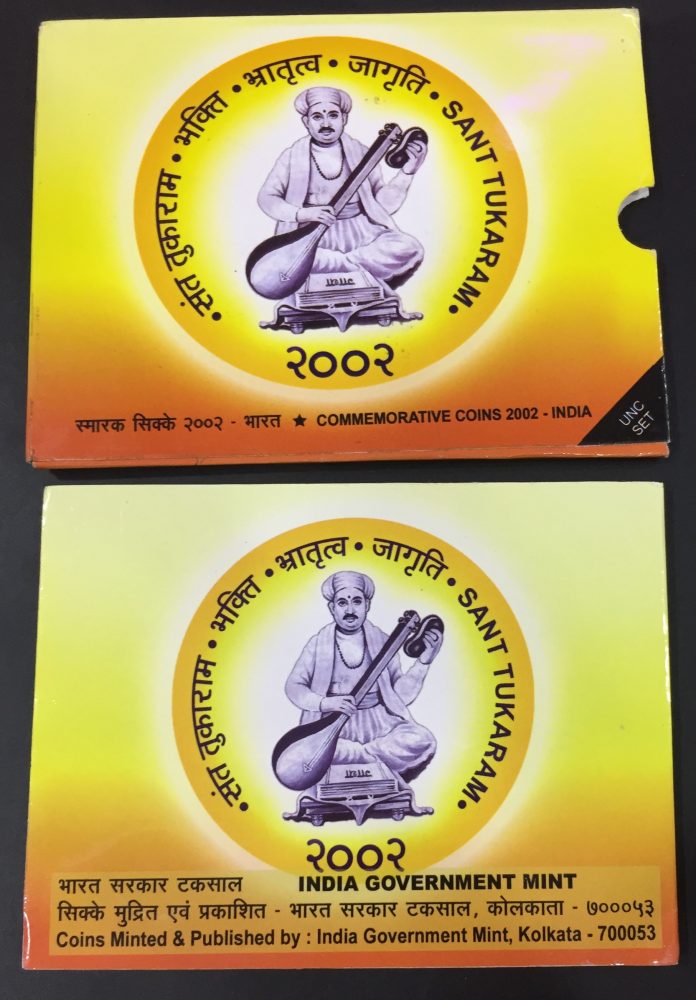 संत तुकाराम • भक्ति • भ्रातृत्व • जागृति • SANT TUKARAM •
२००२
स्मारक सिक्के २००२ - भारत ★ COMMEMORATIVE COINS 2002 - INDIA
UNC
SET
संत तुकाराम • भक्ति • भ्रातृत्व • जागृति • SANT TUKARAM •
२००२
भारत सरकार टकसाल INDIA GOVERNMENT MINT
सिक्के मुद्रित एवं प्रकाशित - भारत सरकार टकसाल, कोलकाता - ७०००५३
Coins Minted & Published by : India Government Mint, Kolkata - 700053